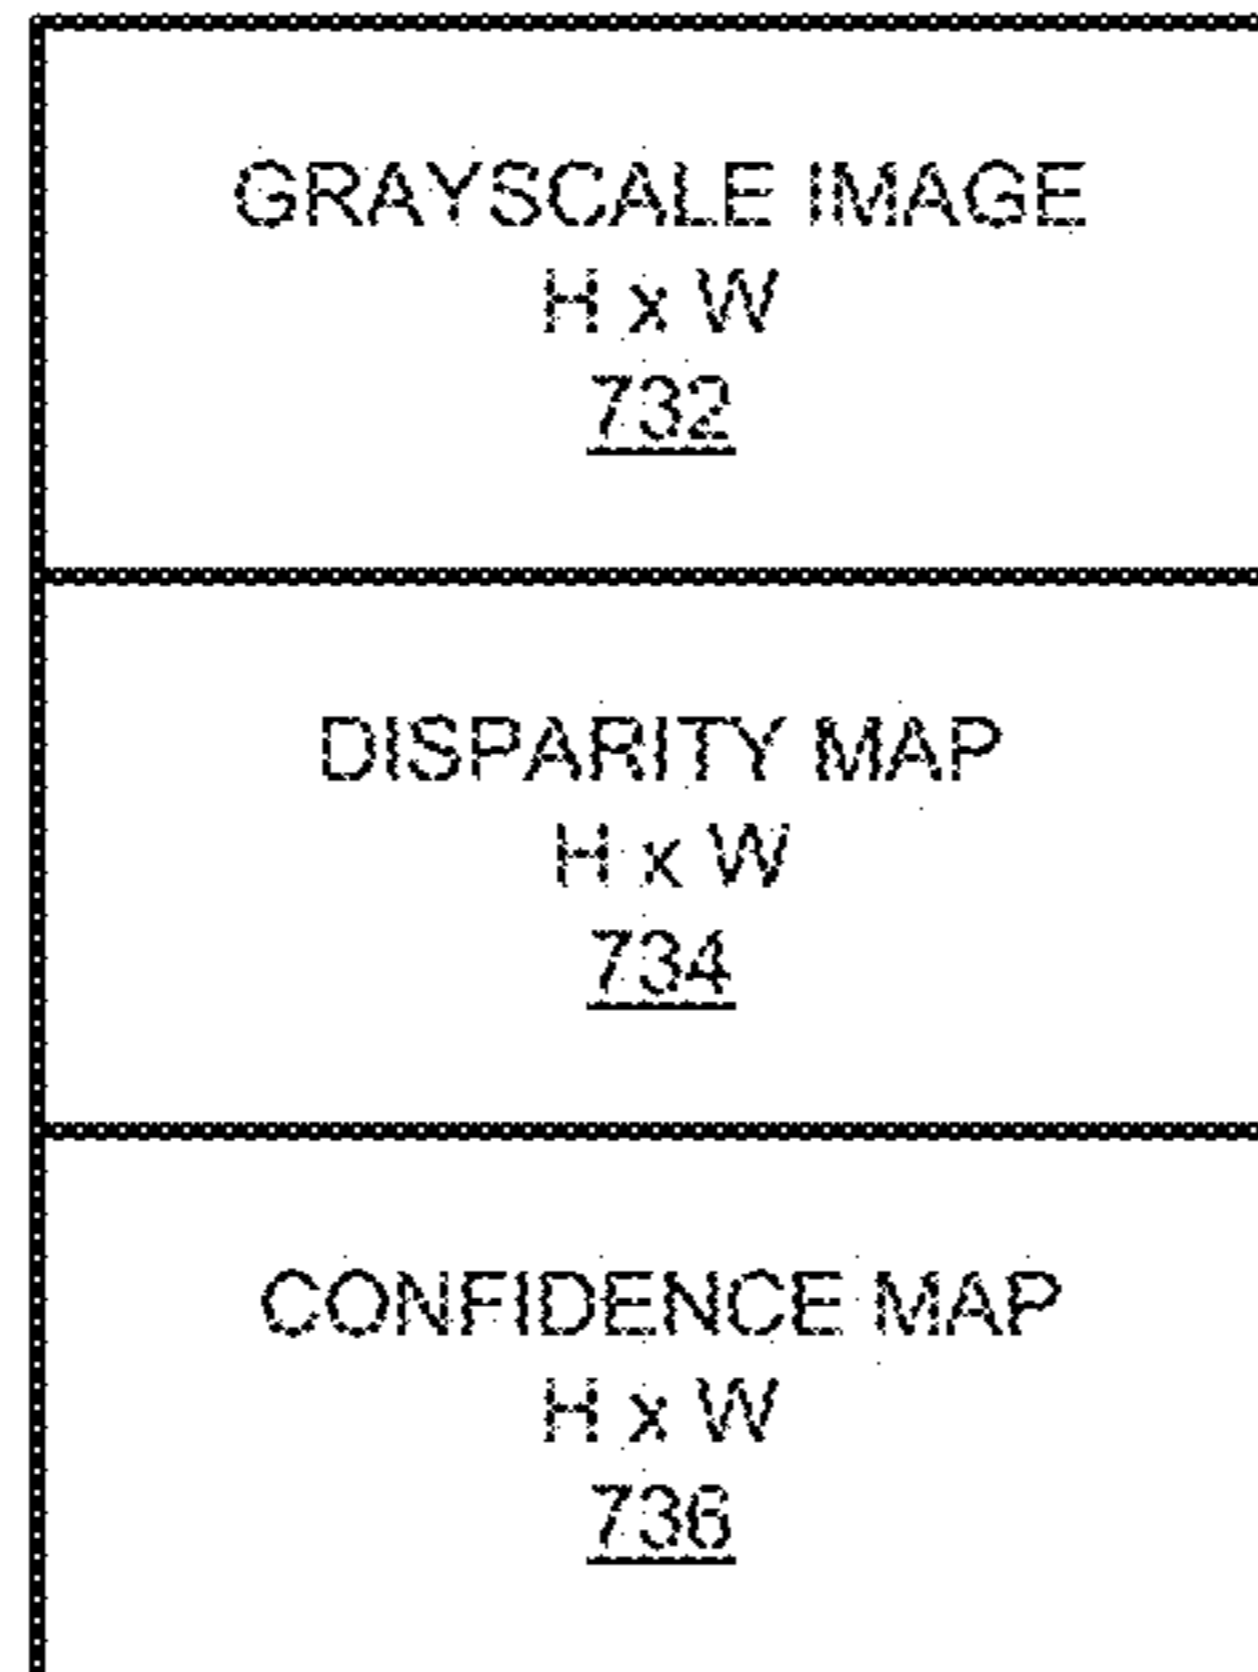 GRAYSCALE IMAGE
H x W
732
DISPARITY MAP
H x W
734
CONFIDENCE MAP
H x W
736